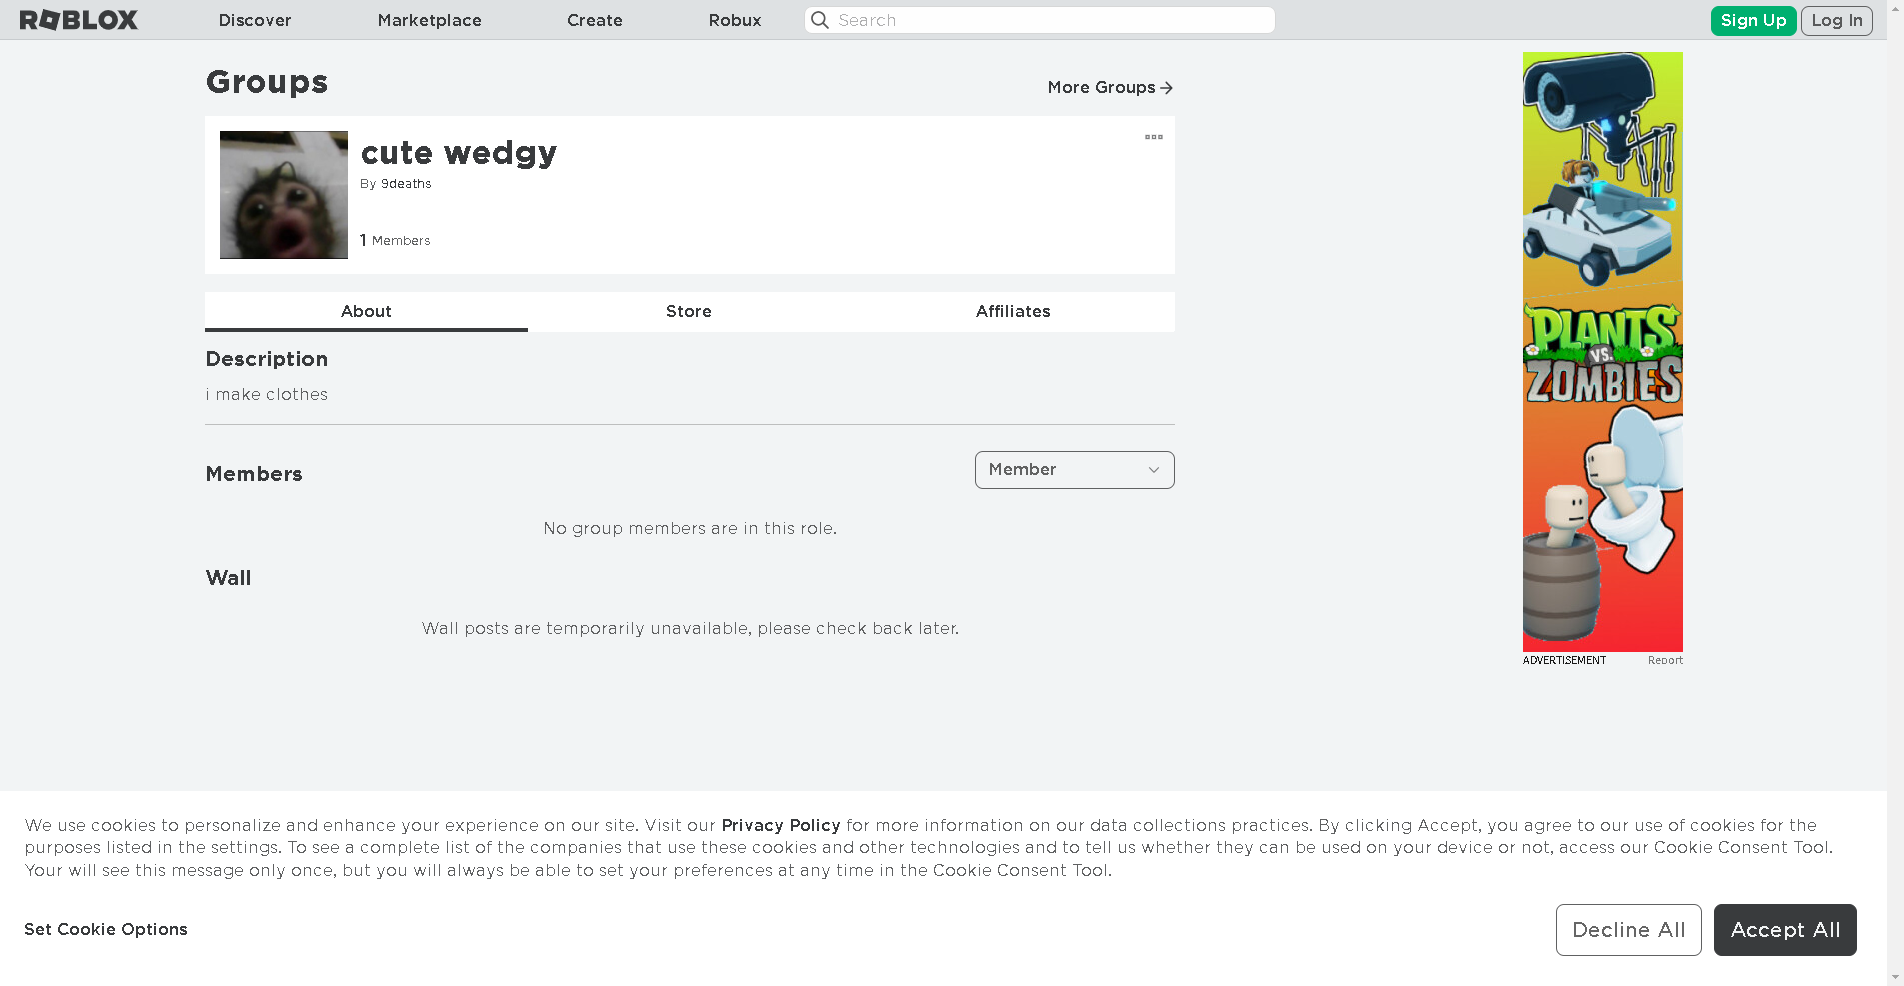 ROBLOX
Discover
Marketplace
Create
Robux
Search
Sign Up
Log In
Groups
More Groups
cute wedgy
By 9deaths
1 Members
About
Store
Affiliates
Description
i make clothes
Members
Member
No group members are in this role.
Wall
Wall posts are temporarily unavailable, please check back later.
PLANTS
VS.
ZOMBIES
ADVERTISEMENT
Report
We use cookies to personalize and enhance your experience on our site. Visit our Privacy Policy for more information on our data collections practices. By clicking Accept, you agree to our use of cookies for the
purposes listed in the settings. To see a complete list of the companies that use these cookies and other technologies and to tell us whether they can be used on your device or not, access our Cookie Consent Tool.
Your will see this message only once, but you will always be able to set your preferences at any time in the Cookie Consent Tool.
Set Cookie Options
Decline All
Accept All